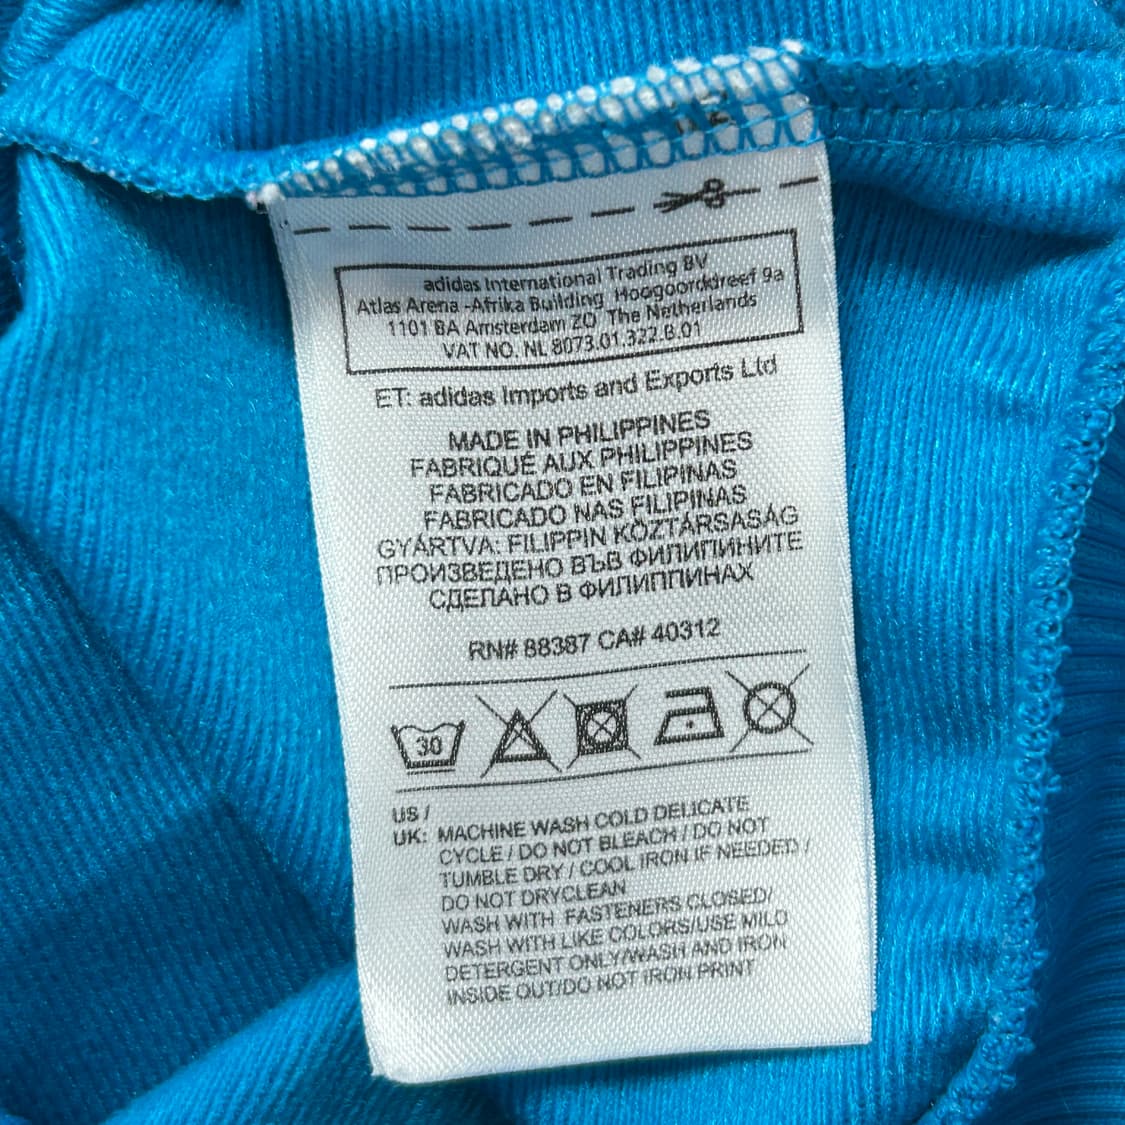 adidas International Trading BV
Atlas Arena -Afrika Building Hoogoorddreef 9a
1101 BA Amsterdam ZO The Netherlands
VAT NO. NL 8073.01.322.B.01
ET: adidas Imports and Exports Ltd
MADE IN PHILIPPINES
FABRIQUÉ AUX PHILIPPINES
FABRICADO EN FILIPINAS
FABRICADO NAS FILIPINAS
GYÁRTVA: FILIPPIN KÖZTÁRSASÁG
ПРОИЗВЕДЕНО ВЪВ ФИЛИПИНИТЕ
СДЕЛАНО В ФИЛИППИНАХ
RN# 88387 CA# 40312
30
US /
UK: MACHINE WASH COLD DELICATE
CYCLE / DO NOT BLEACH / DO NOT
TUMBLE DRY / COOL IRON IF NEEDED /
DO NOT DRYCLEAN
WASH WITH FASTENERS CLOSED/
WASH WITH LIKE COLORS/USE MILD
DETERGENT ONLY/WASH AND IRON
INSIDE OUT/DO NOT IRON PRINT